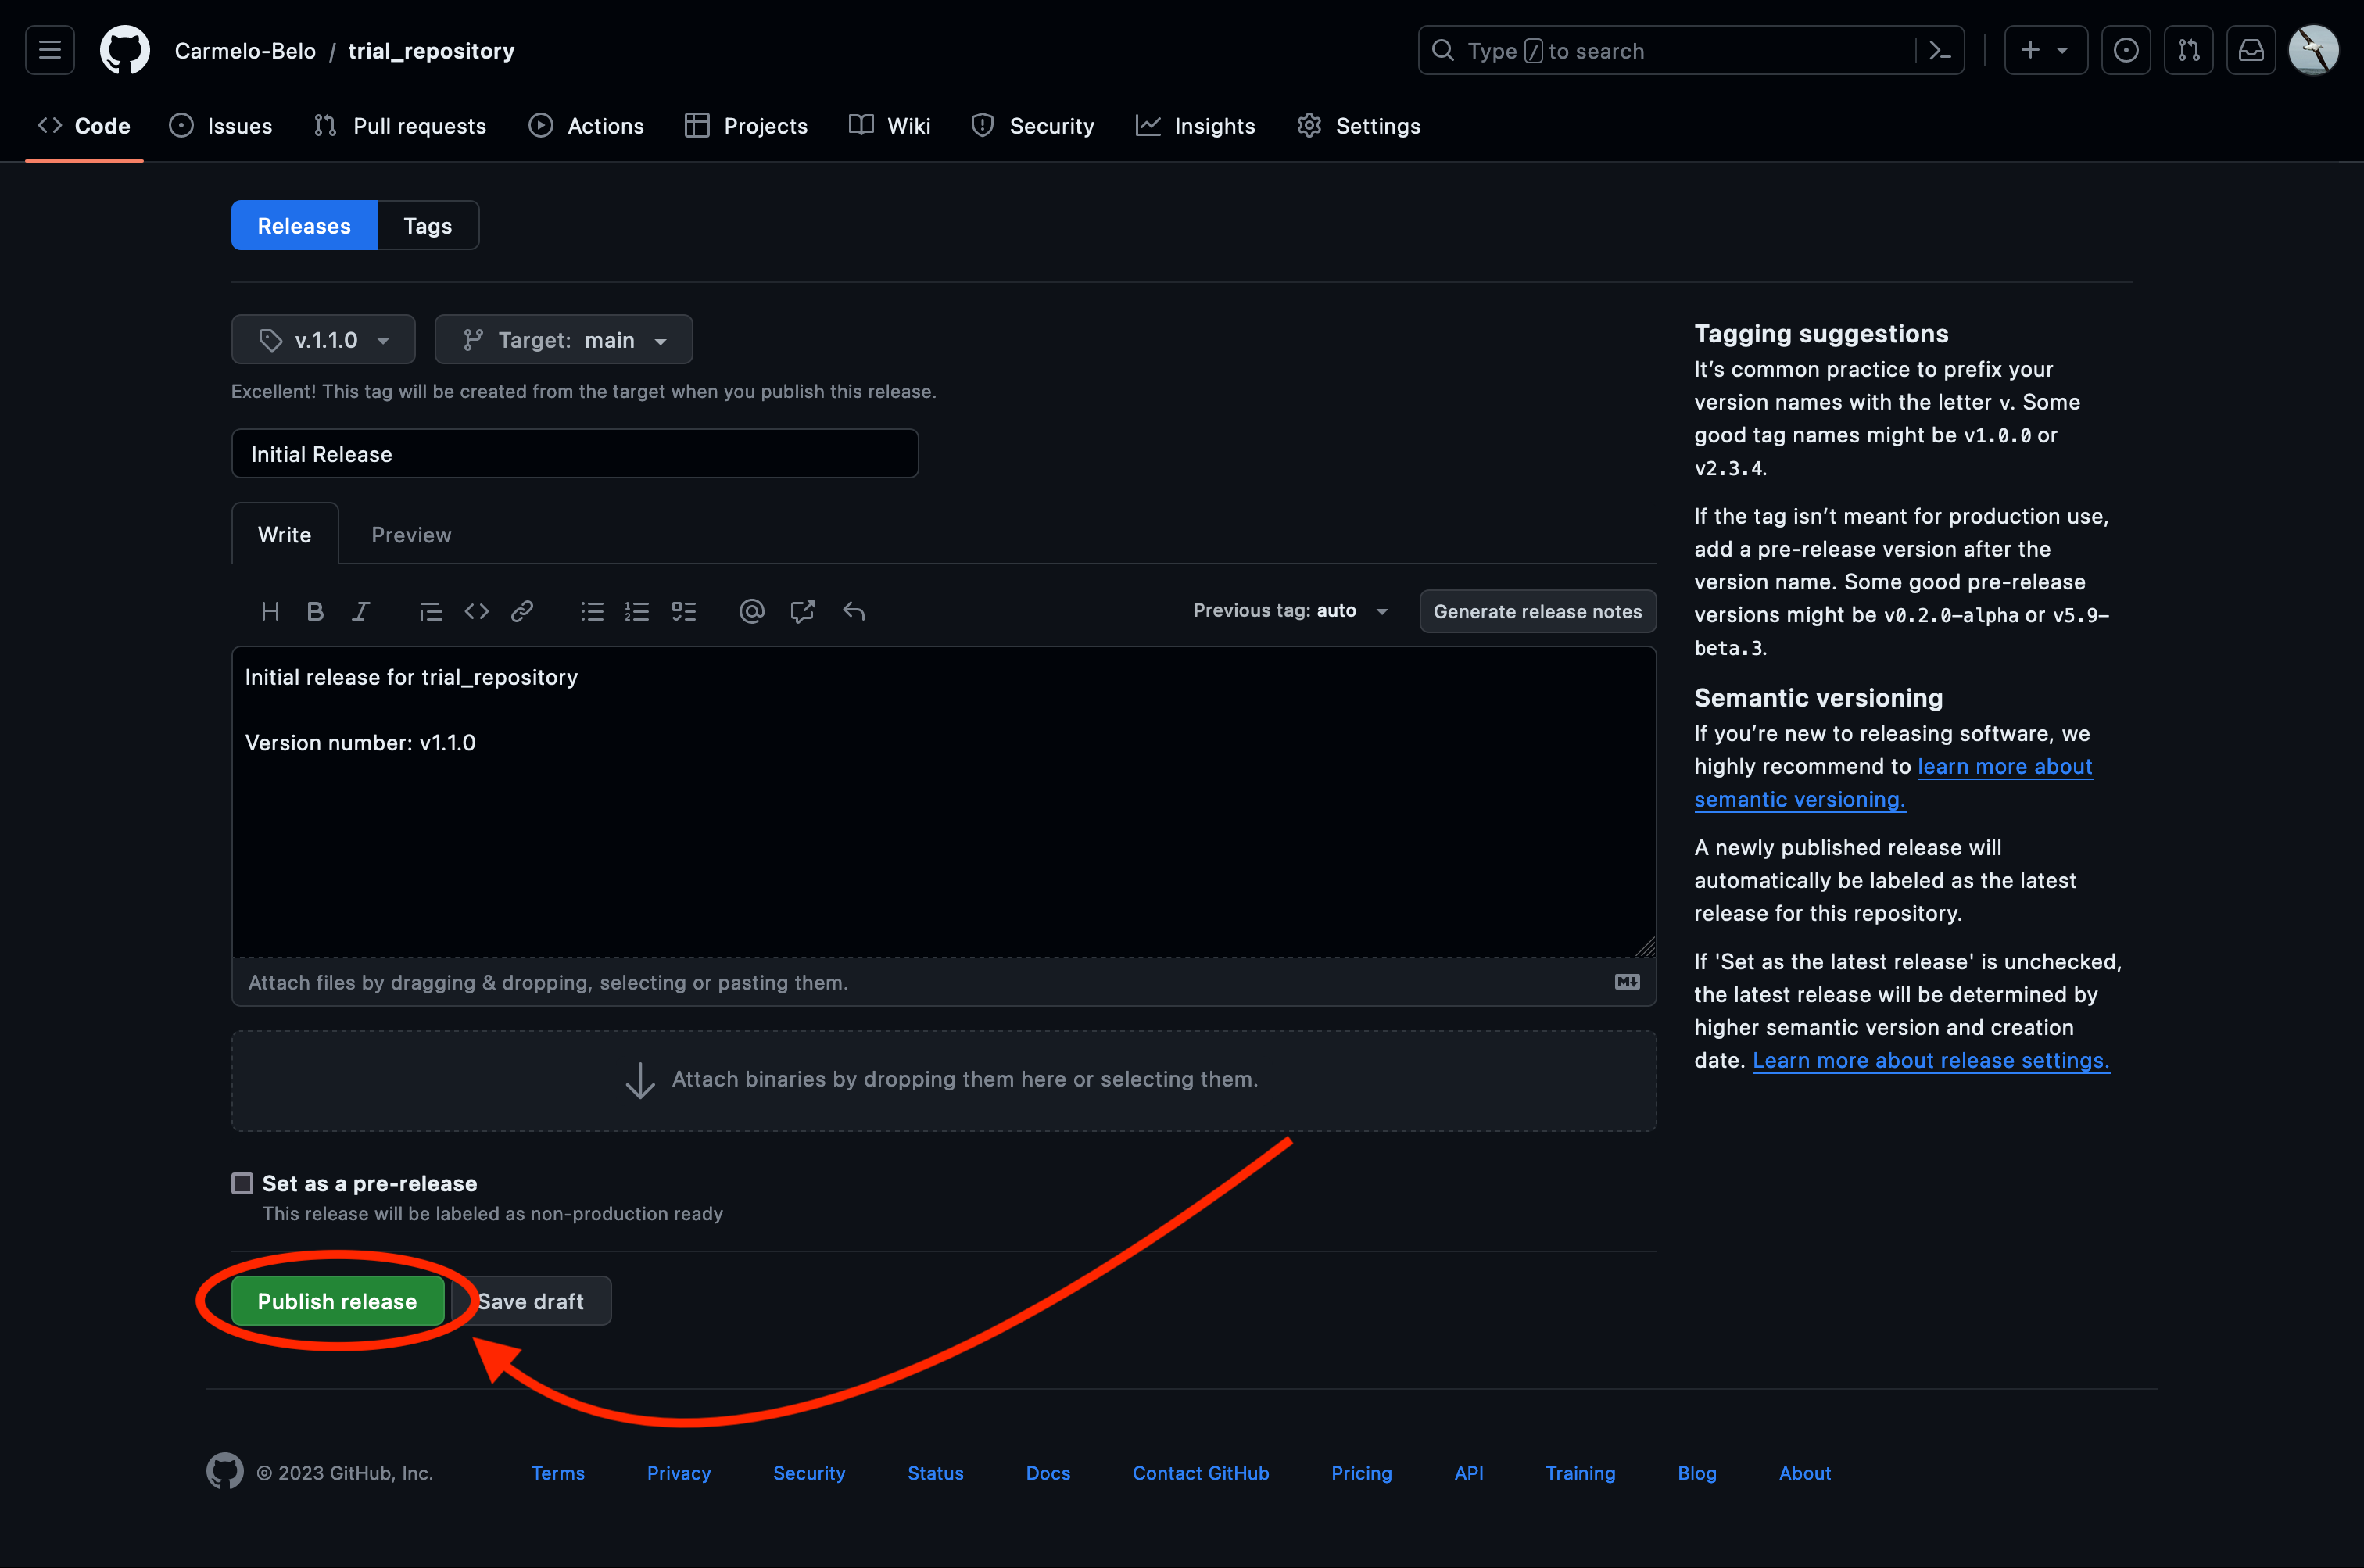 Carmelo-Belo / trial_repository
Type / to search
Code Issues Pull requests Actions Projects Wiki Security Insights Settings
Releases Tags
v.1.1.0 Target: main
Excellent! This tag will be created from the target when you publish this release.
Initial Release
Write Preview
H B I Previous tag: auto Generate release notes
Initial release for trial_repository
Version number: v1.1.0
Attach files by dragging & dropping, selecting or pasting them.
Attach binaries by dropping them here or selecting them.
Set as a pre-release
This release will be labeled as non-production ready
Publish release Save draft
Tagging suggestions
It’s common practice to prefix your
version names with the letter v. Some
good tag names might be v1.0.0 or
v2.3.4.
If the tag isn’t meant for production use,
add a pre-release version after the
version name. Some good pre-release
versions might be v0.2.0-alpha or v5.9-
beta.3.
Semantic versioning
If you’re new to releasing software, we
highly recommend to learn more about
semantic versioning.
A newly published release will
automatically be labeled as the latest
release for this repository.
If 'Set as the latest release' is unchecked,
the latest release will be determined by
higher semantic version and creation
date. Learn more about release settings.
© 2023 GitHub, Inc. Terms Privacy Security Status Docs Contact GitHub Pricing API Training Blog About